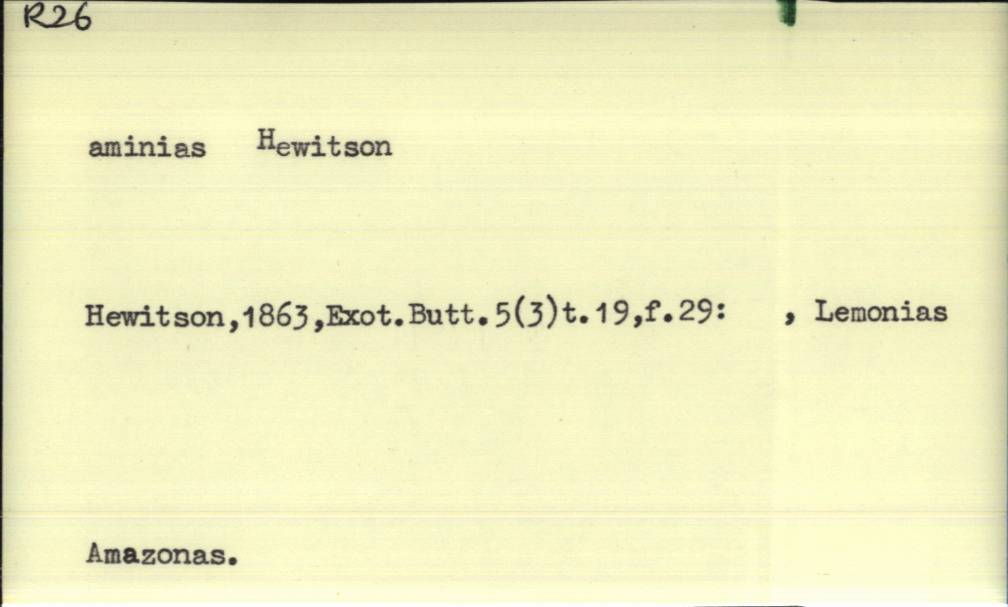 R26
aminias Hewitson
Hewitson,1863,Exot.Butt.5(3)t.19,f.29: , Lemonias
Amazonas.